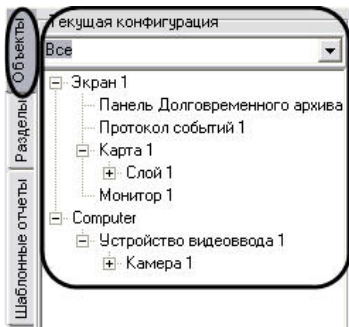 Текущая конфигурация
Все
Экран 1
Панель Долговременного архива
Протокол событий 1
Карта 1
Слой 1
Монитор 1
Computer
Устройство видеоввода 1
Камера 1
Объекты
Разделы
Шаблонные отчеты